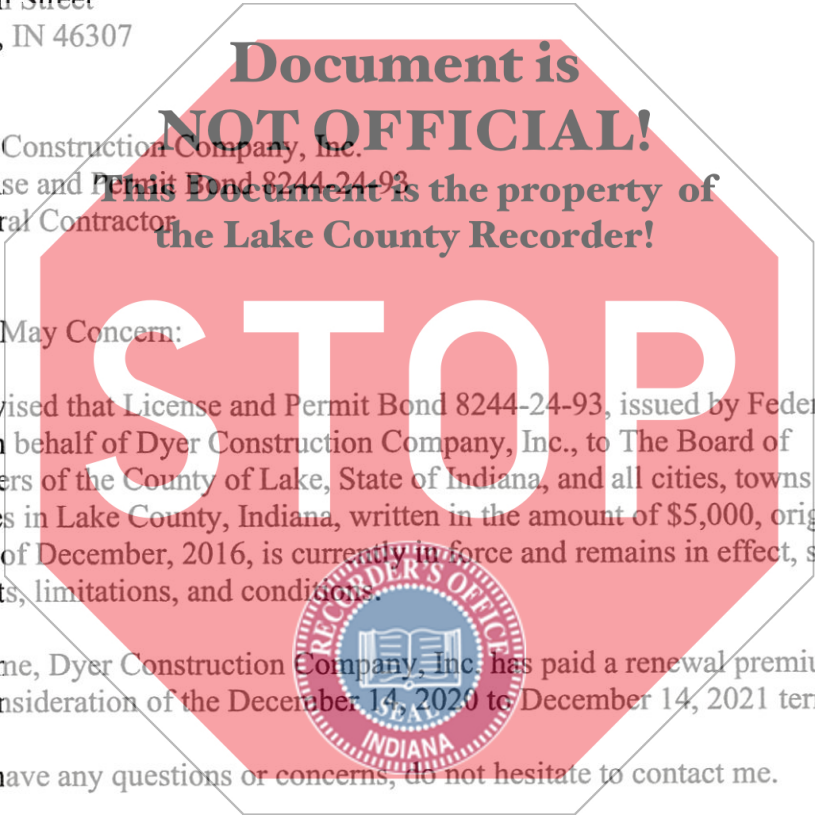 Street
, IN 46307
Document is
NOT OFFICIAL!
Construction Company, Inc.
se and Permit Bond 8244-24-93
This Document is the property of
ral Contractor
the Lake County Recorder!
STOP
May Concern:
vised that License and Permit Bond 8244-24-93, issued by Feder
behalf of Dyer Construction Company, Inc., to The Board of
ers of the County of Lake, State of Indiana, and all cities, towns
s in Lake County, Indiana, written in the amount of $5,000, orig
of December, 2016, is currently in force and remains in effect, s
ts, limitations, and conditions.
RECORDER'S OFFICE
me, Dyer Construction Company, Inc. has paid a renewal premiu
nsideration of the December 14, 2020 to December 14, 2021 ter
SEAL
INDIANA
have any questions or concerns, do not hesitate to contact me.